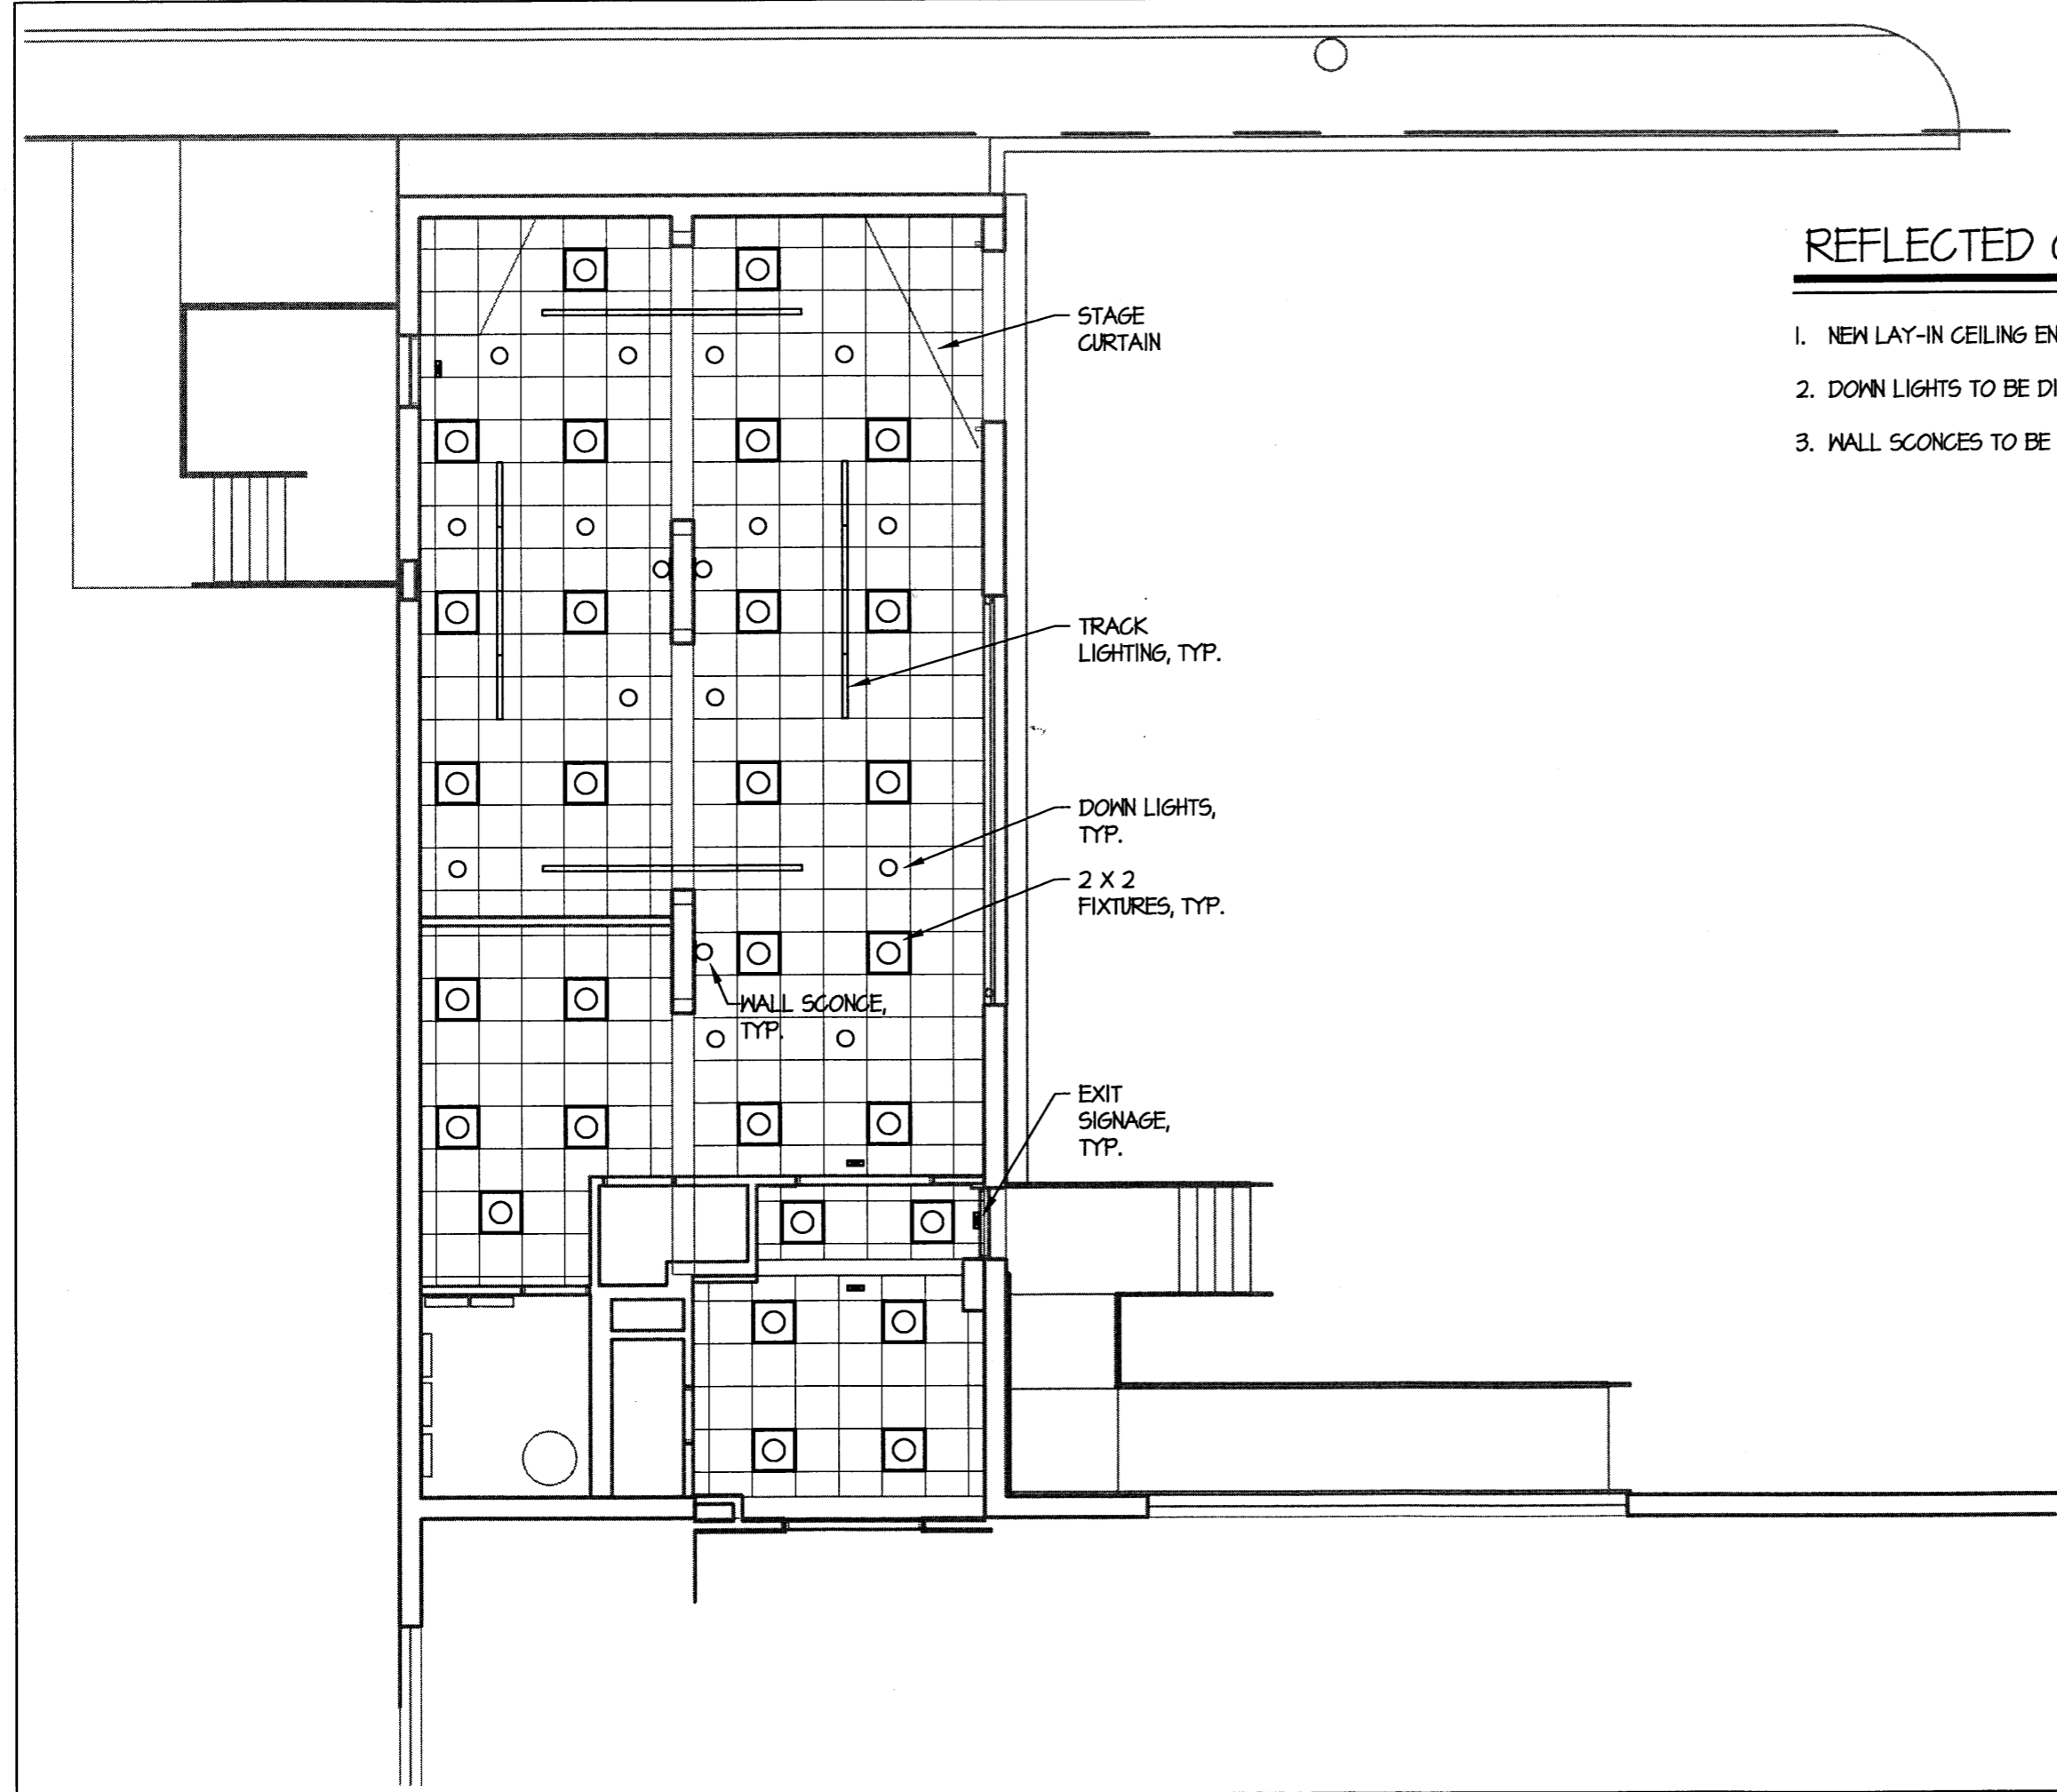 REFLECTED
1. NEW LAY-IN CEILING
2. DOWN LIGHTS TO BE
3. WALL SCONCES TO BE
STAGE
CURTAIN
TRACK
LIGHTING, TYP.
DOWN LIGHTS,
TYP.
2 X 2
FIXTURES, TYP.
WALL SCONCE,
TYP.
EXIT
SIGNAGE,
TYP.